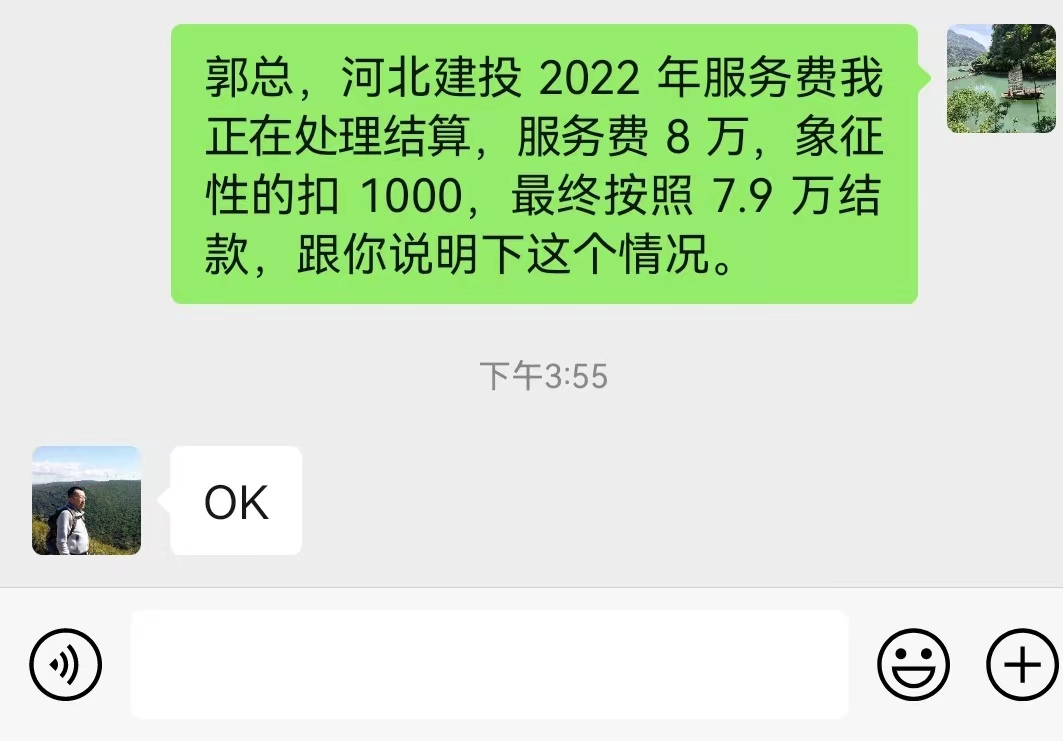 郭总，河北建投 2022 年服务费我
正在处理结算，服务费 8 万，象征
性的扣 1000，最终按照 7.9 万结
款，跟你说明下这个情况。
下午3:55
OK